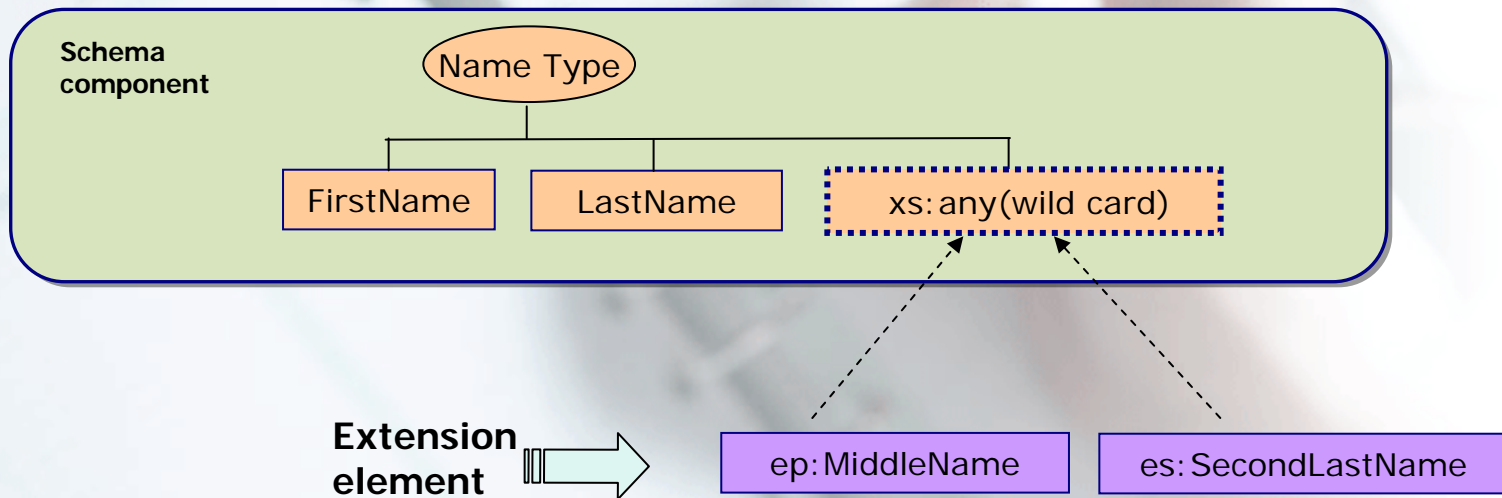 Schema
component
Name Type
FirstName
LastName
xs:any(wild card)
Extension
element
ep:MiddleName
es:SecondLastName